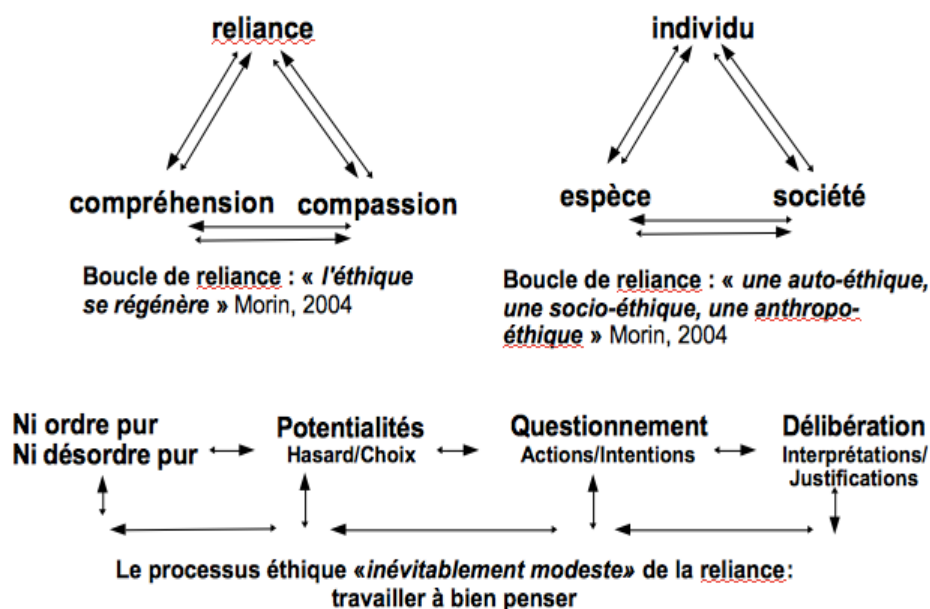 reliance
compréhension compassion
Boucle de reliance : « l'éthique
se régénère » Morin, 2004
individu
espèce société
Boucle de reliance : « une auto-éthique,
une socio-éthique, une anthropo-
éthique » Morin, 2004
Ni ordre pur
Ni désordre pur
Potentialités
Hasard/Choix
Questionnement
Actions/Intentions
Délibération
Interprétations/
Justifications
Le processus éthique «inévitablement modeste» de la reliance:
travailler à bien penser